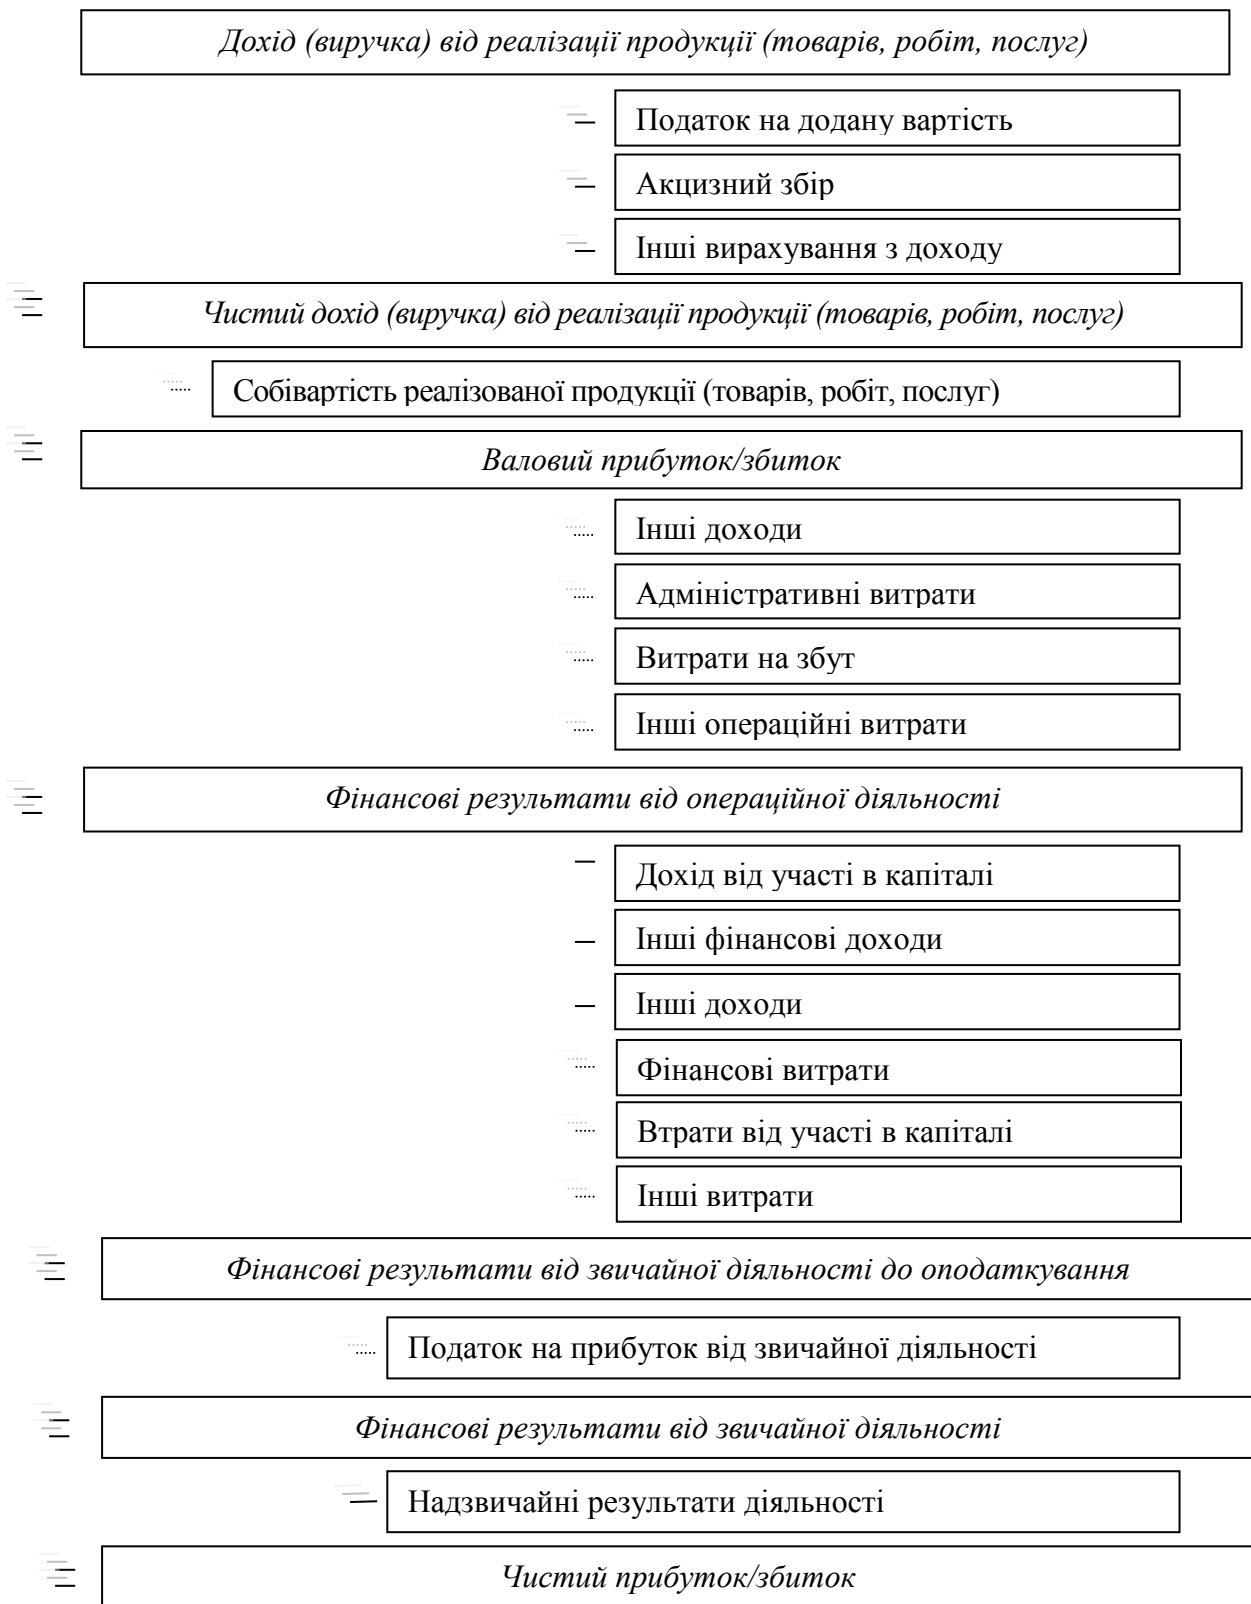 Дохід (виручка) від реалізації продукції (товарів, робіт, послуг)
Податок на додану вартість
Акцизний збір
Інші вирахування з доходу
Чистий дохід (виручка) від реалізації продукції (товарів, робіт, послуг)
Собівартість реалізованої продукції (товарів, робіт, послуг)
Валовий прибуток/збиток
Інші доходи
Адміністративні витрати
Витрати на збут
Інші операційні витрати
Фінансові результати від операційної діяльності
Дохід від участі в капіталі
Інші фінансові доходи
Інші доходи
Фінансові витрати
Втрати від участі в капіталі
Інші витрати
Фінансові результати від звичайної діяльності до оподаткування
Податок на прибуток від звичайної діяльності
Фінансові результати від звичайної діяльності
Надзвичайні результати діяльності
Чистий прибуток/збиток